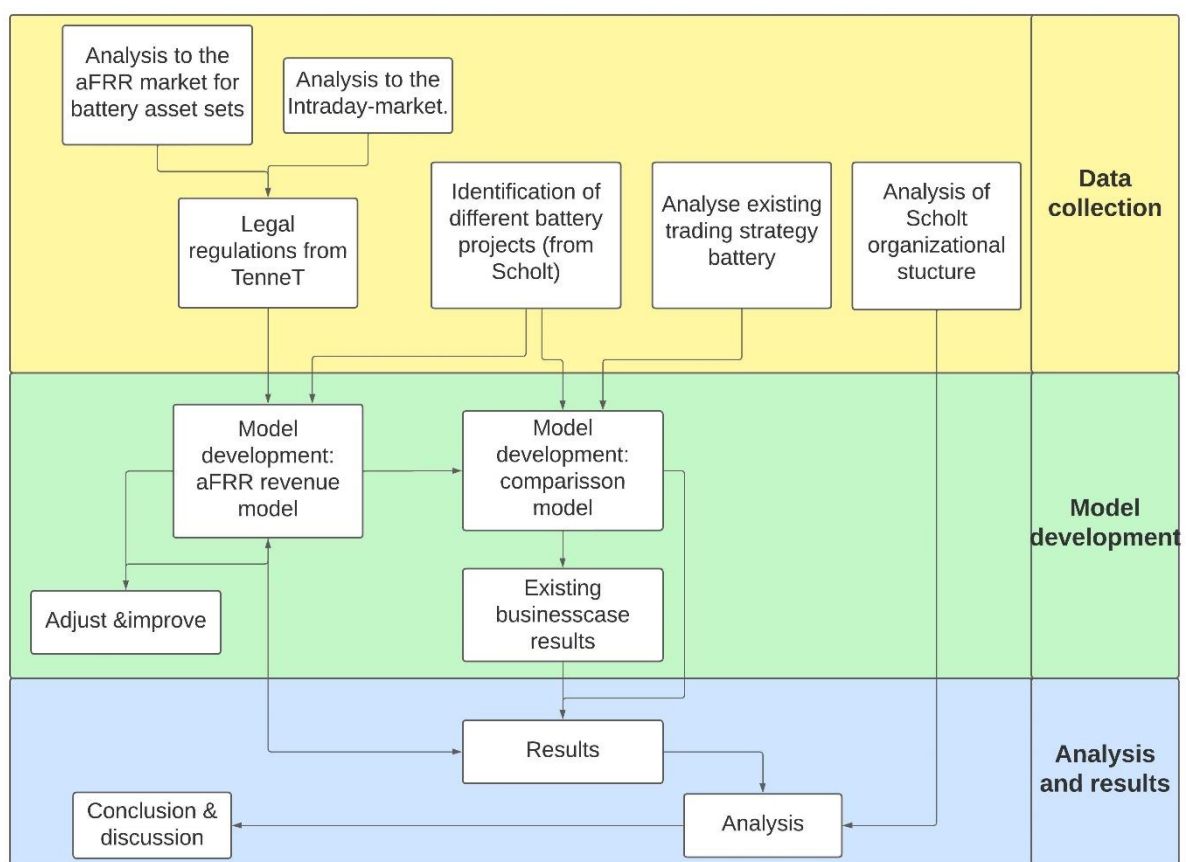 Analysis to the
aFRR market for
battery asset sets
Analysis to the
Intraday-market.
Legal
regulations from
TenneT
Identification of
different battery
projects (from
Scholt)
Analyse existing
trading strategy
battery
Analysis of
Scholt
organizational
stucture
Data
collection
Model
development:
aFRR revenue
model
Model
development:
comparisson
model
Adjust &improve
Existing
businesscase
results
Model
development
Results
Analysis
Conclusion &
discussion
Analysis
and results